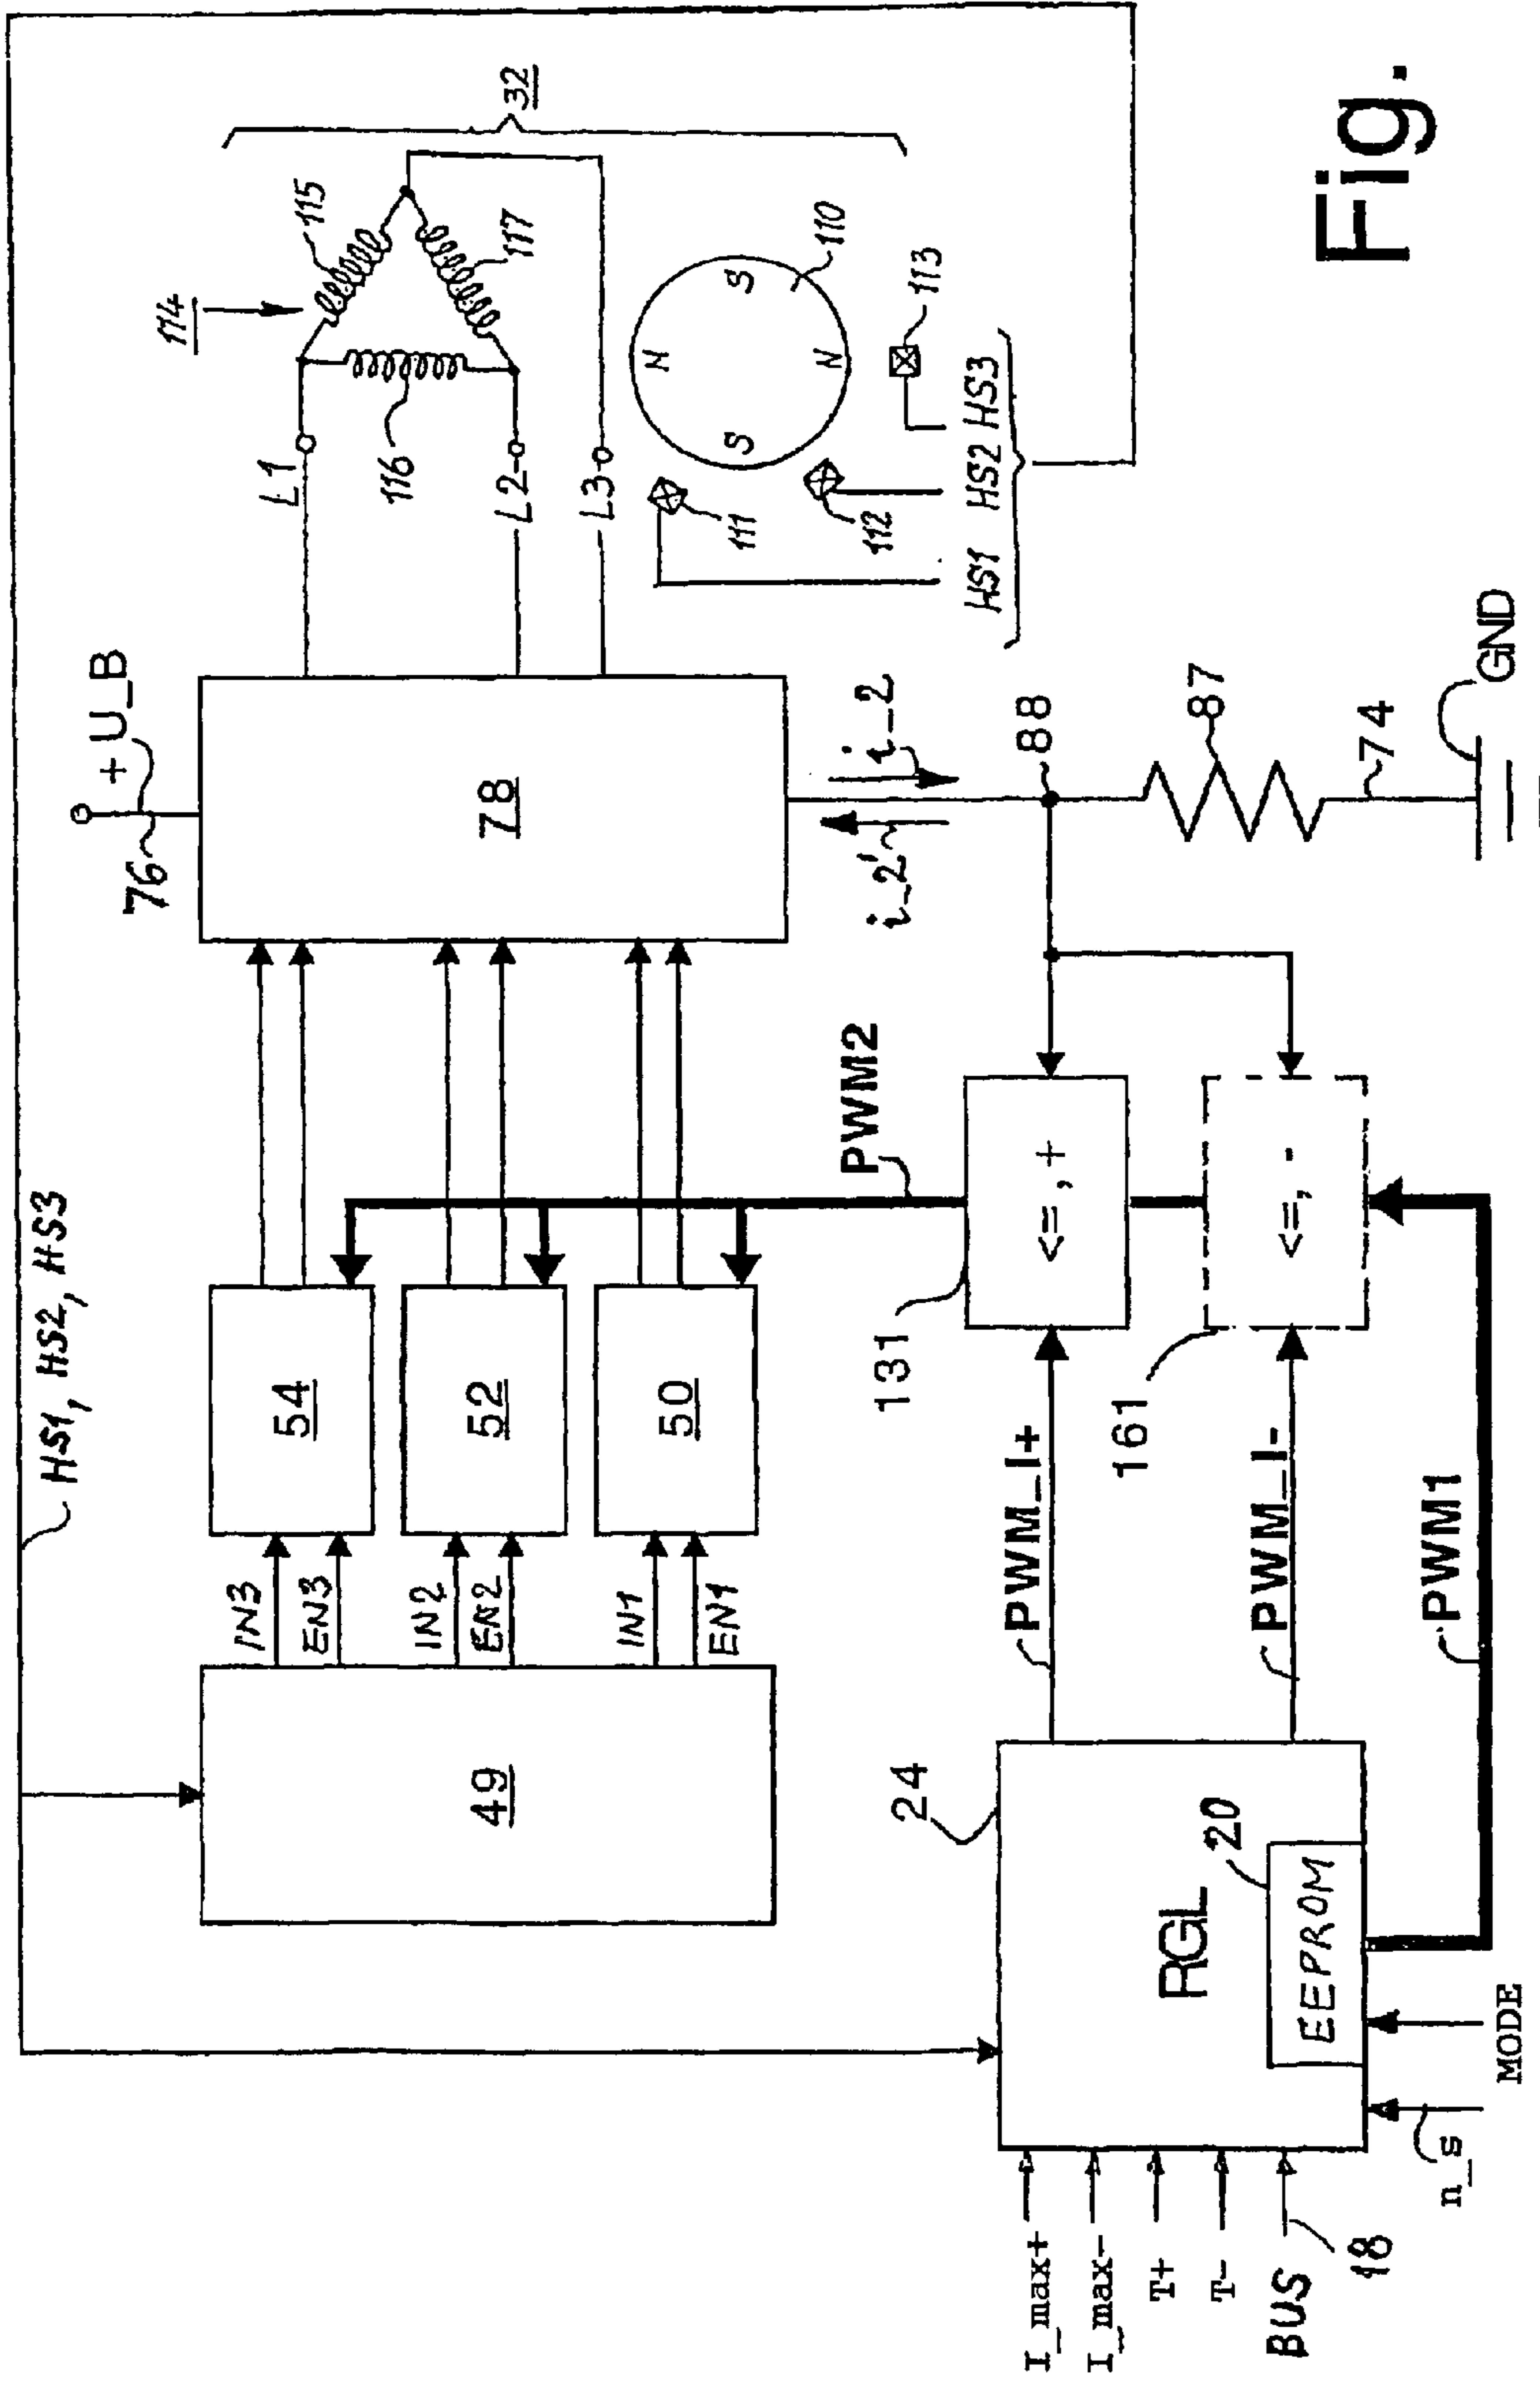 HS1, HS2, HS3
+U_B
76
114
115
116
117
32
L1
L2
L3
78
N
S
N
S
110
111
112
113
HS1 HS2 HS3
49
IN3
EN3
IN2
EN2
IN1
EN1
54
52
50
PWM2
i_2'
i_2
88
87
74
GND
131
<=, +
161
<=, -
PWM_I+
PWM_I-
PWM1
24
RGL
20
EEPROM
I_max+
I_max-
T+
T-
BUS
18
n_s
MODE
Fig.